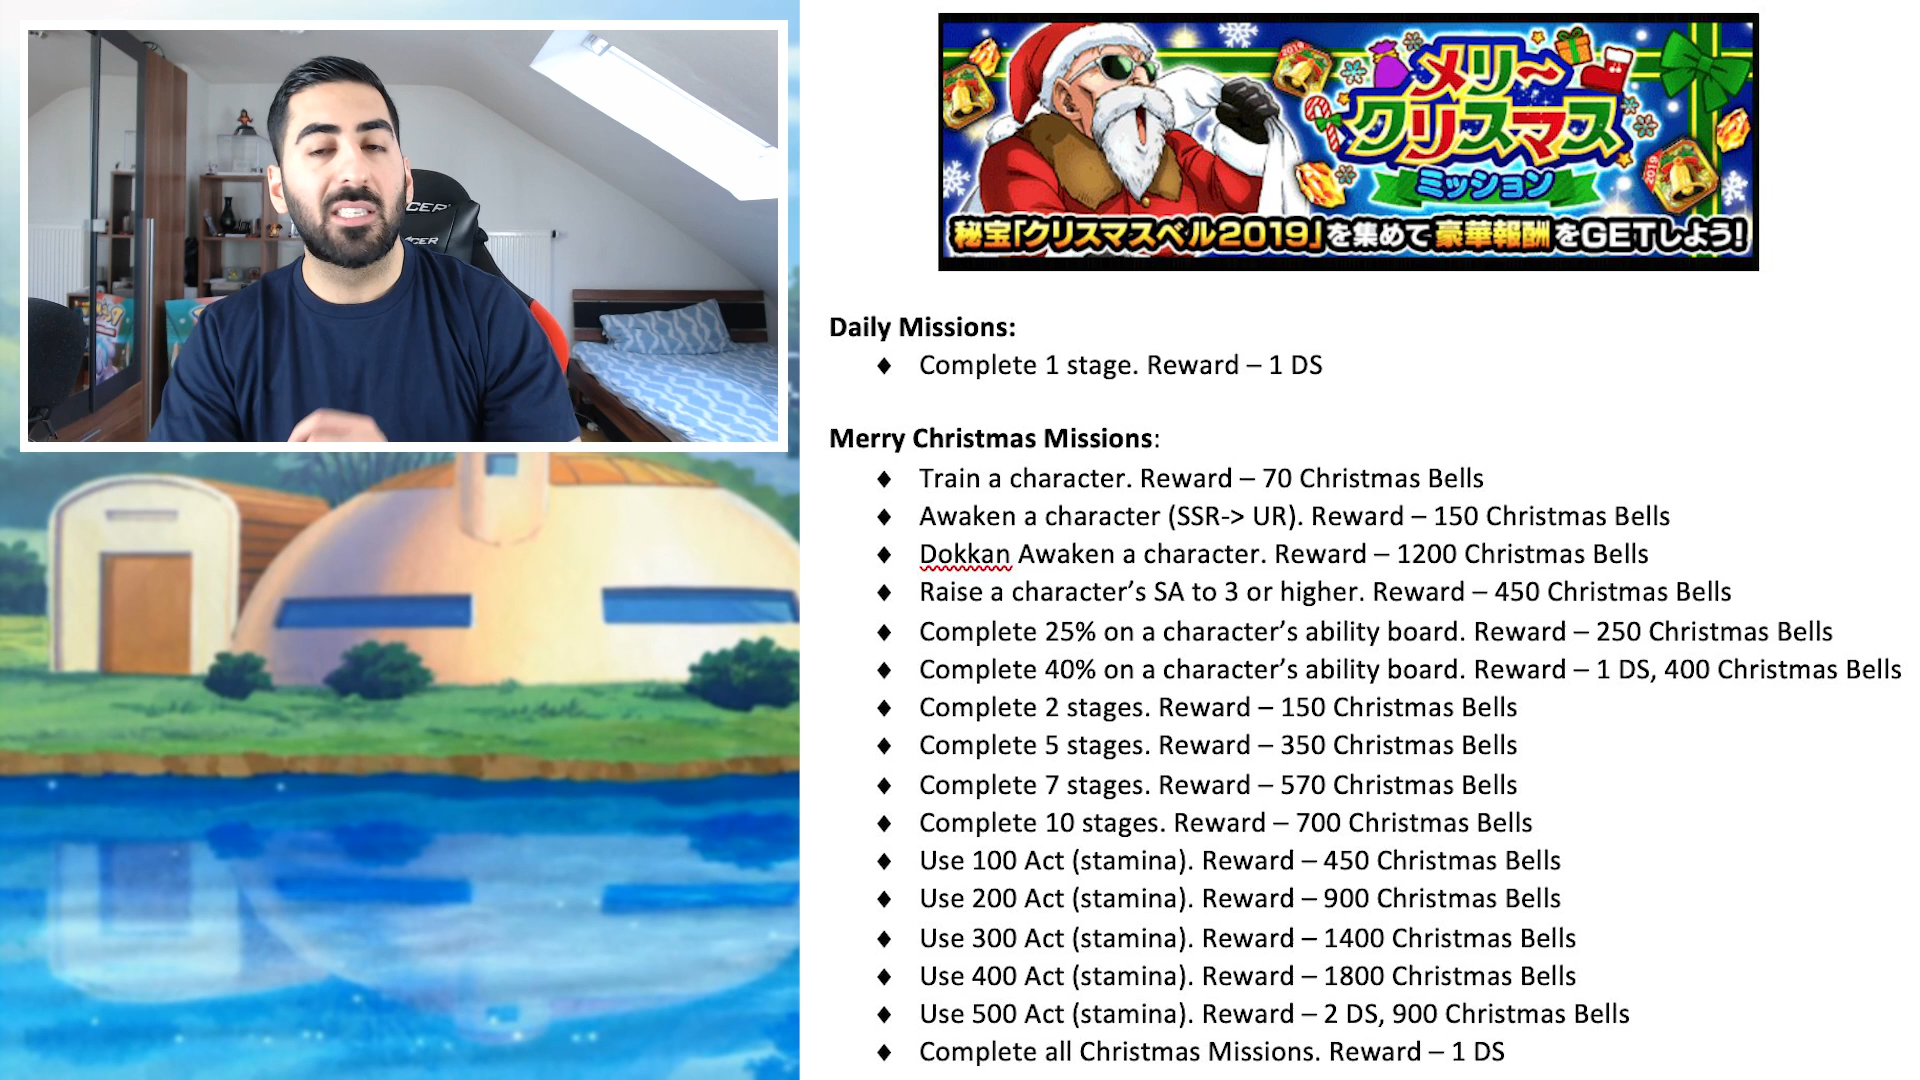 メリ～
クリスマス
ミッション
2019
2019
秘宝「クリスマスベル2019」を集めて豪華報酬をGETしよう!
CER
ACER
Daily Missions:
♦ Complete 1 stage. Reward – 1 DS
Merry Christmas Missions:
♦ Train a character. Reward – 70 Christmas Bells
♦ Awaken a character (SSR-> UR). Reward – 150 Christmas Bells
♦ Dokkan Awaken a character. Reward – 1200 Christmas Bells
♦ Raise a character’s SA to 3 or higher. Reward – 450 Christmas Bells
♦ Complete 25% on a character’s ability board. Reward – 250 Christmas Bells
♦ Complete 40% on a character’s ability board. Reward – 1 DS, 400 Christmas Bells
♦ Complete 2 stages. Reward – 150 Christmas Bells
♦ Complete 5 stages. Reward – 350 Christmas Bells
♦ Complete 7 stages. Reward – 570 Christmas Bells
♦ Complete 10 stages. Reward – 700 Christmas Bells
♦ Use 100 Act (stamina). Reward – 450 Christmas Bells
♦ Use 200 Act (stamina). Reward – 900 Christmas Bells
♦ Use 300 Act (stamina). Reward – 1400 Christmas Bells
♦ Use 400 Act (stamina). Reward – 1800 Christmas Bells
♦ Use 500 Act (stamina). Reward – 2 DS, 900 Christmas Bells
♦ Complete all Christmas Missions. Reward – 1 DS